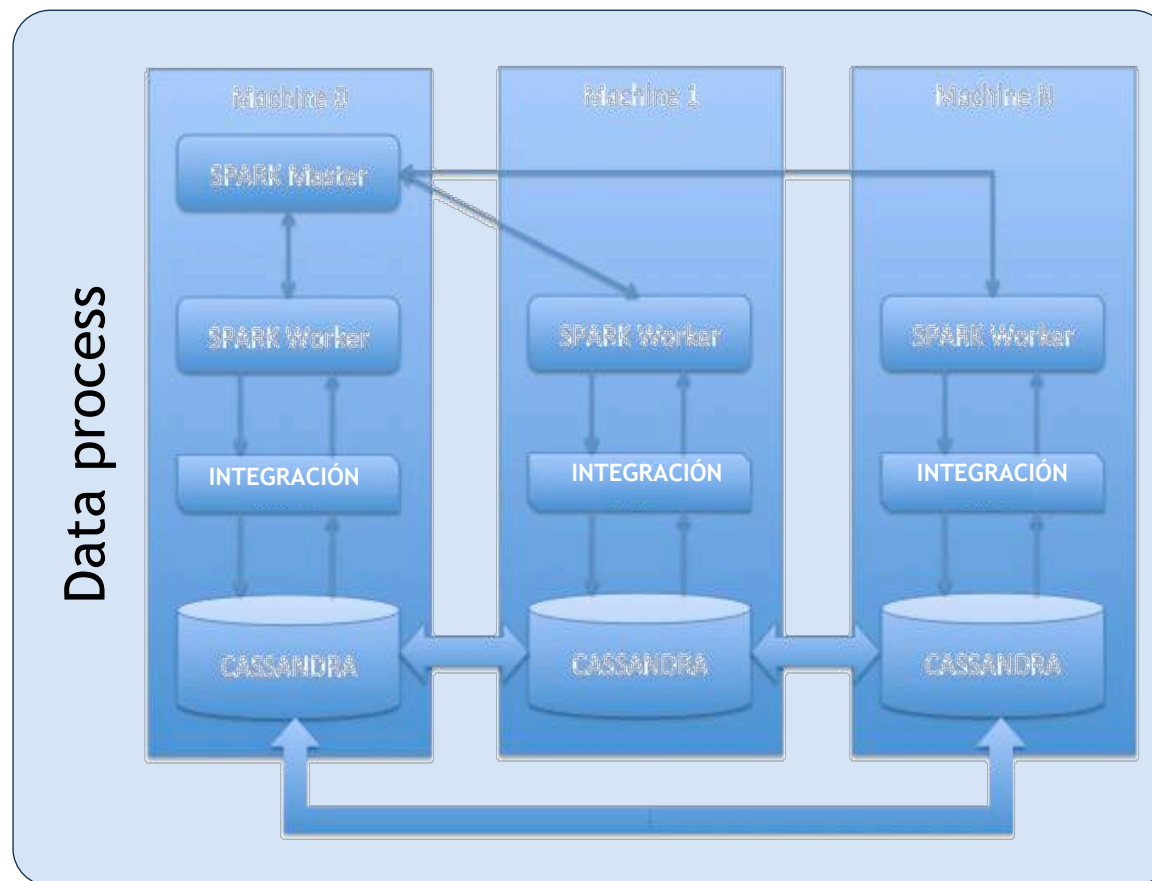 Data process
Machine 0
SPARK Master
SPARK Worker
INTEGRACIÓN
CASSANDRA
Machine 1
SPARK Worker
INTEGRACIÓN
CASSANDRA
Machine N
SPARK Worker
INTEGRACIÓN
CASSANDRA